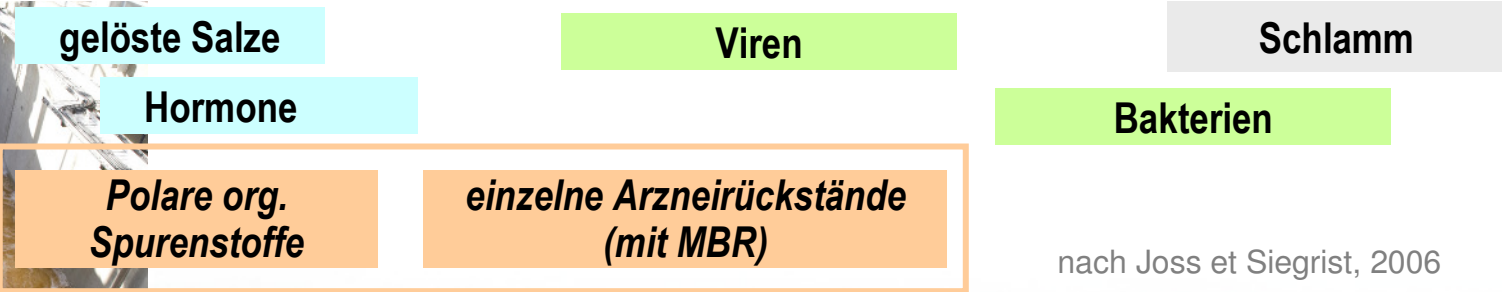 gelöste Salze
Viren
Schlamm
Hormone
Bakterien
Polare org.
Spurenstoffe
einzelne Arzneirückstände
(mit MBR)
nach Joss et Siegrist, 2006